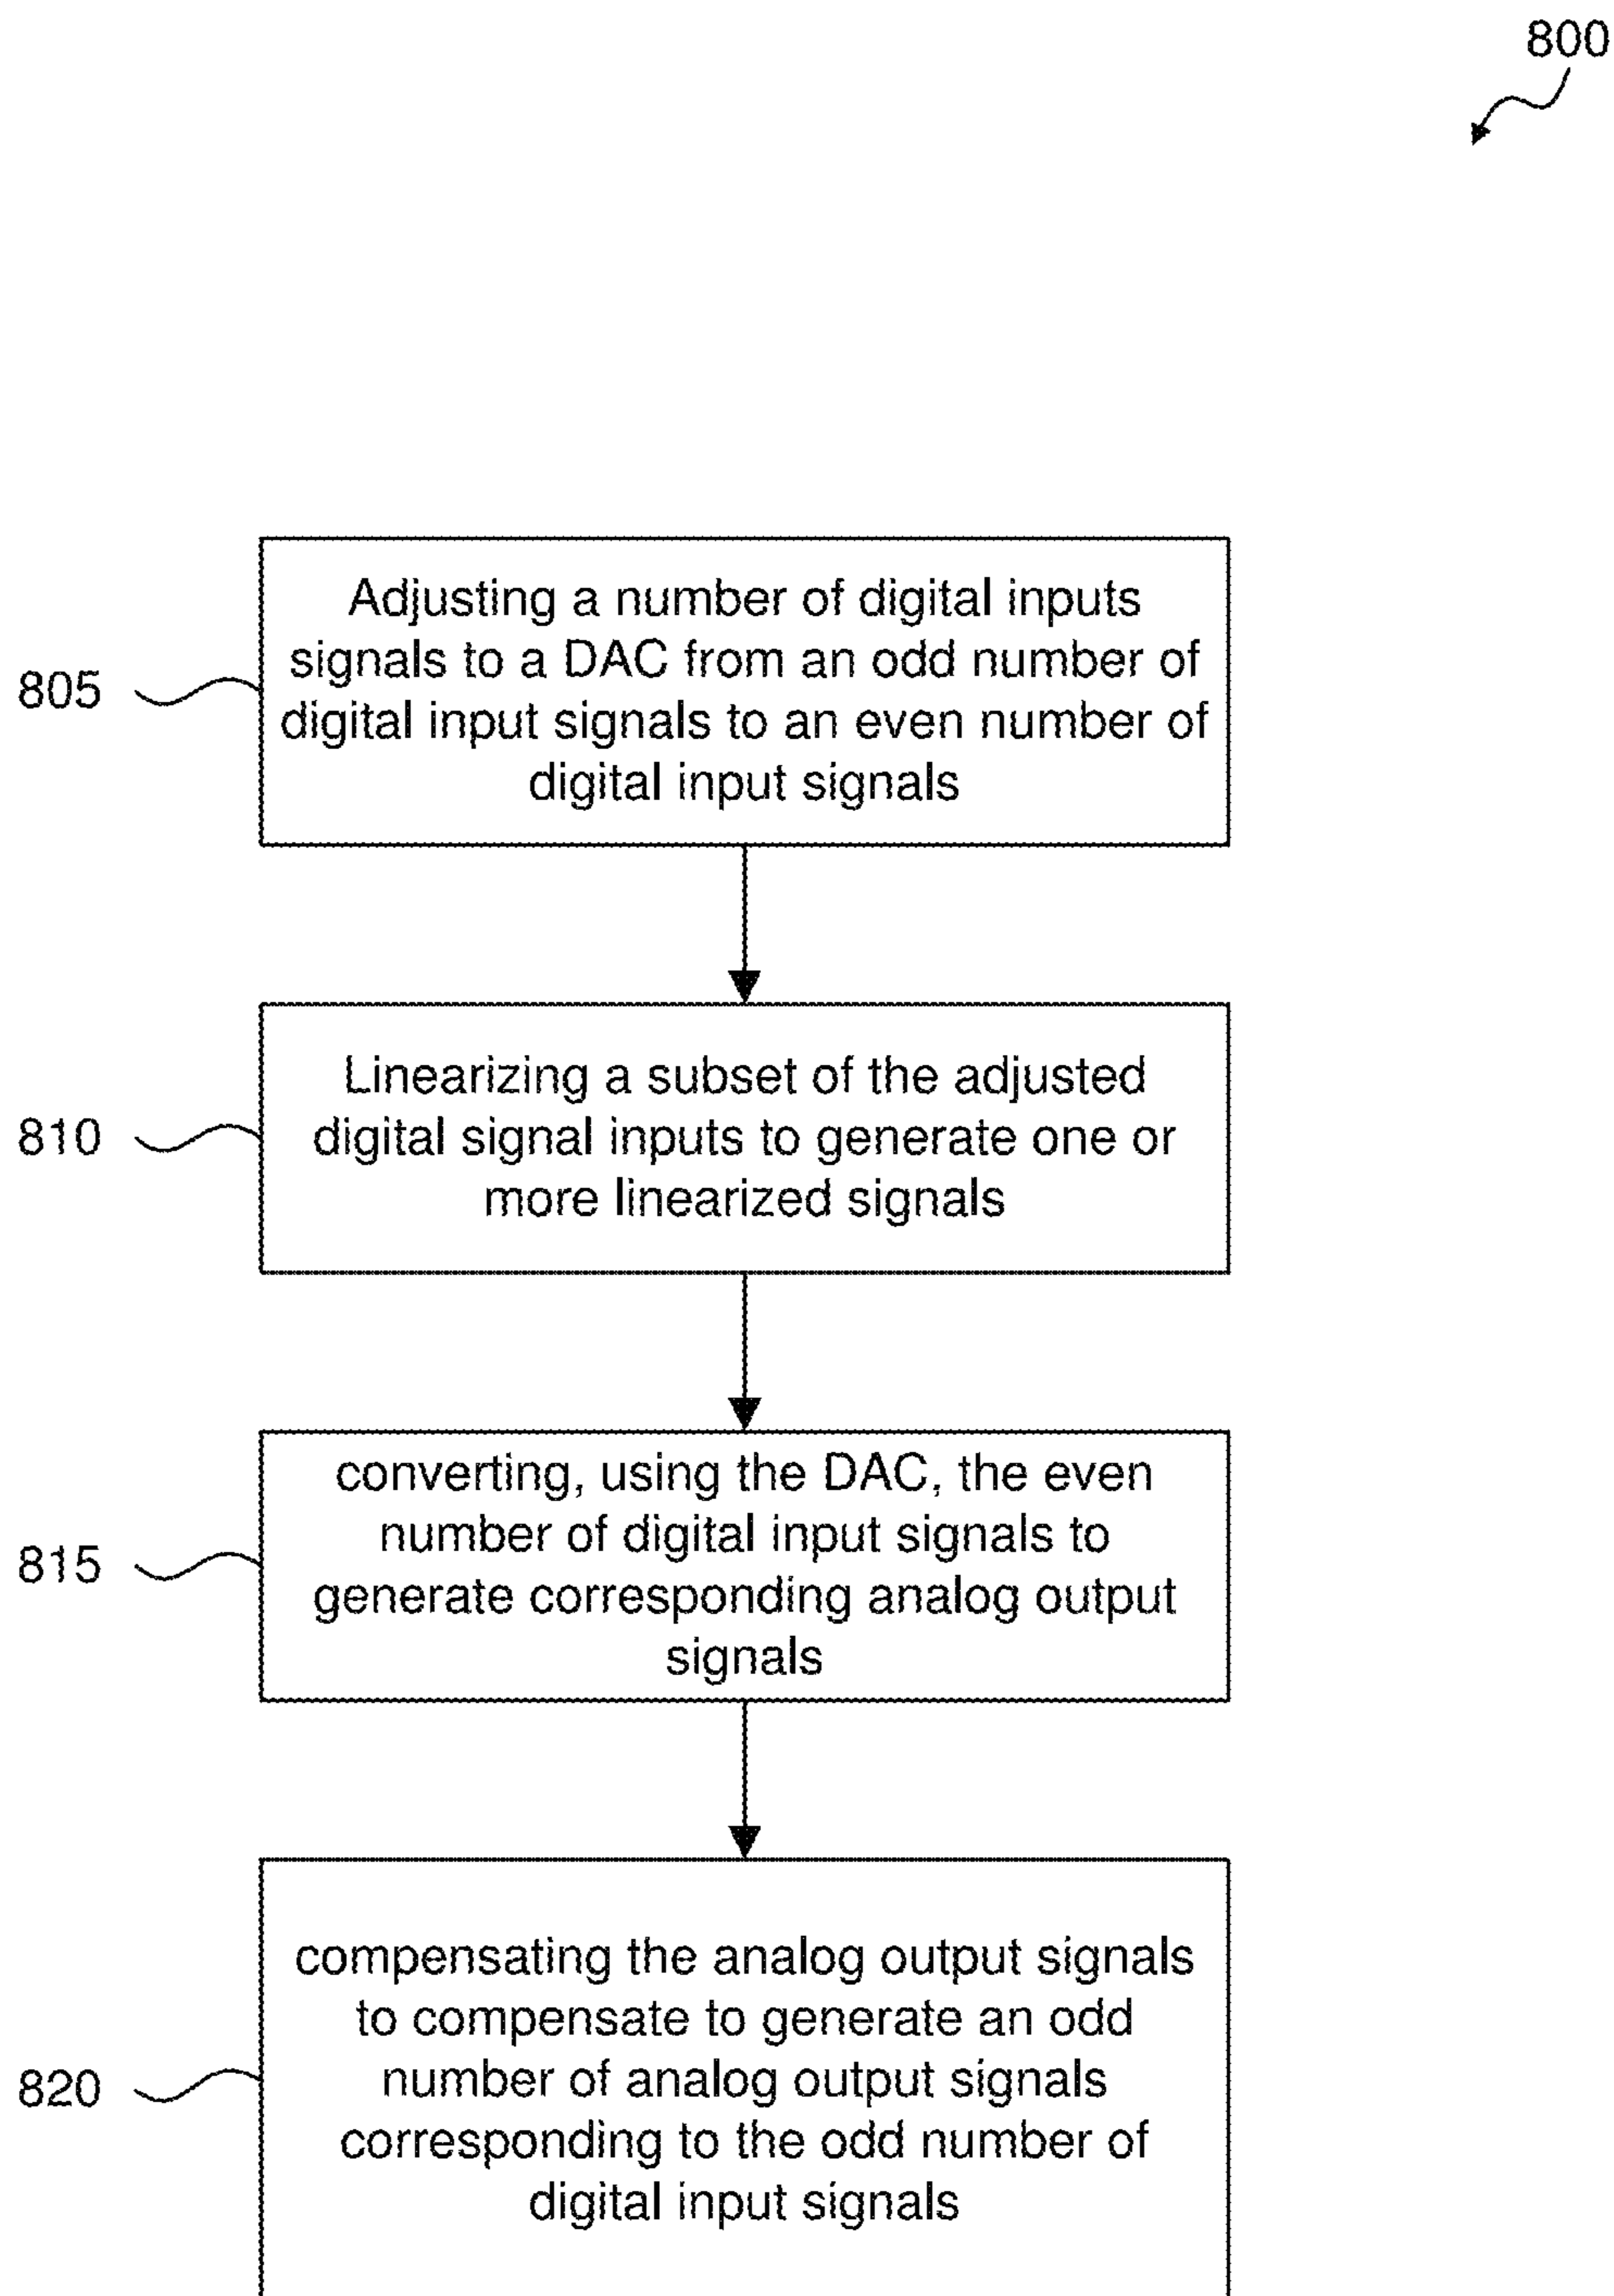 800
Adjusting a number of digital inputs
signals to a DAC from an odd number of
digital input signals to an even number of
digital input signals
805
Linearizing a subset of the adjusted
digital signal inputs to generate one or
more linearized signals
810
converting, using the DAC, the even
number of digital input signals to
generate corresponding analog output
signals
815
compensating the analog output signals
to compensate to generate an odd
number of analog output signals
corresponding to the odd number of
digital input signals
820